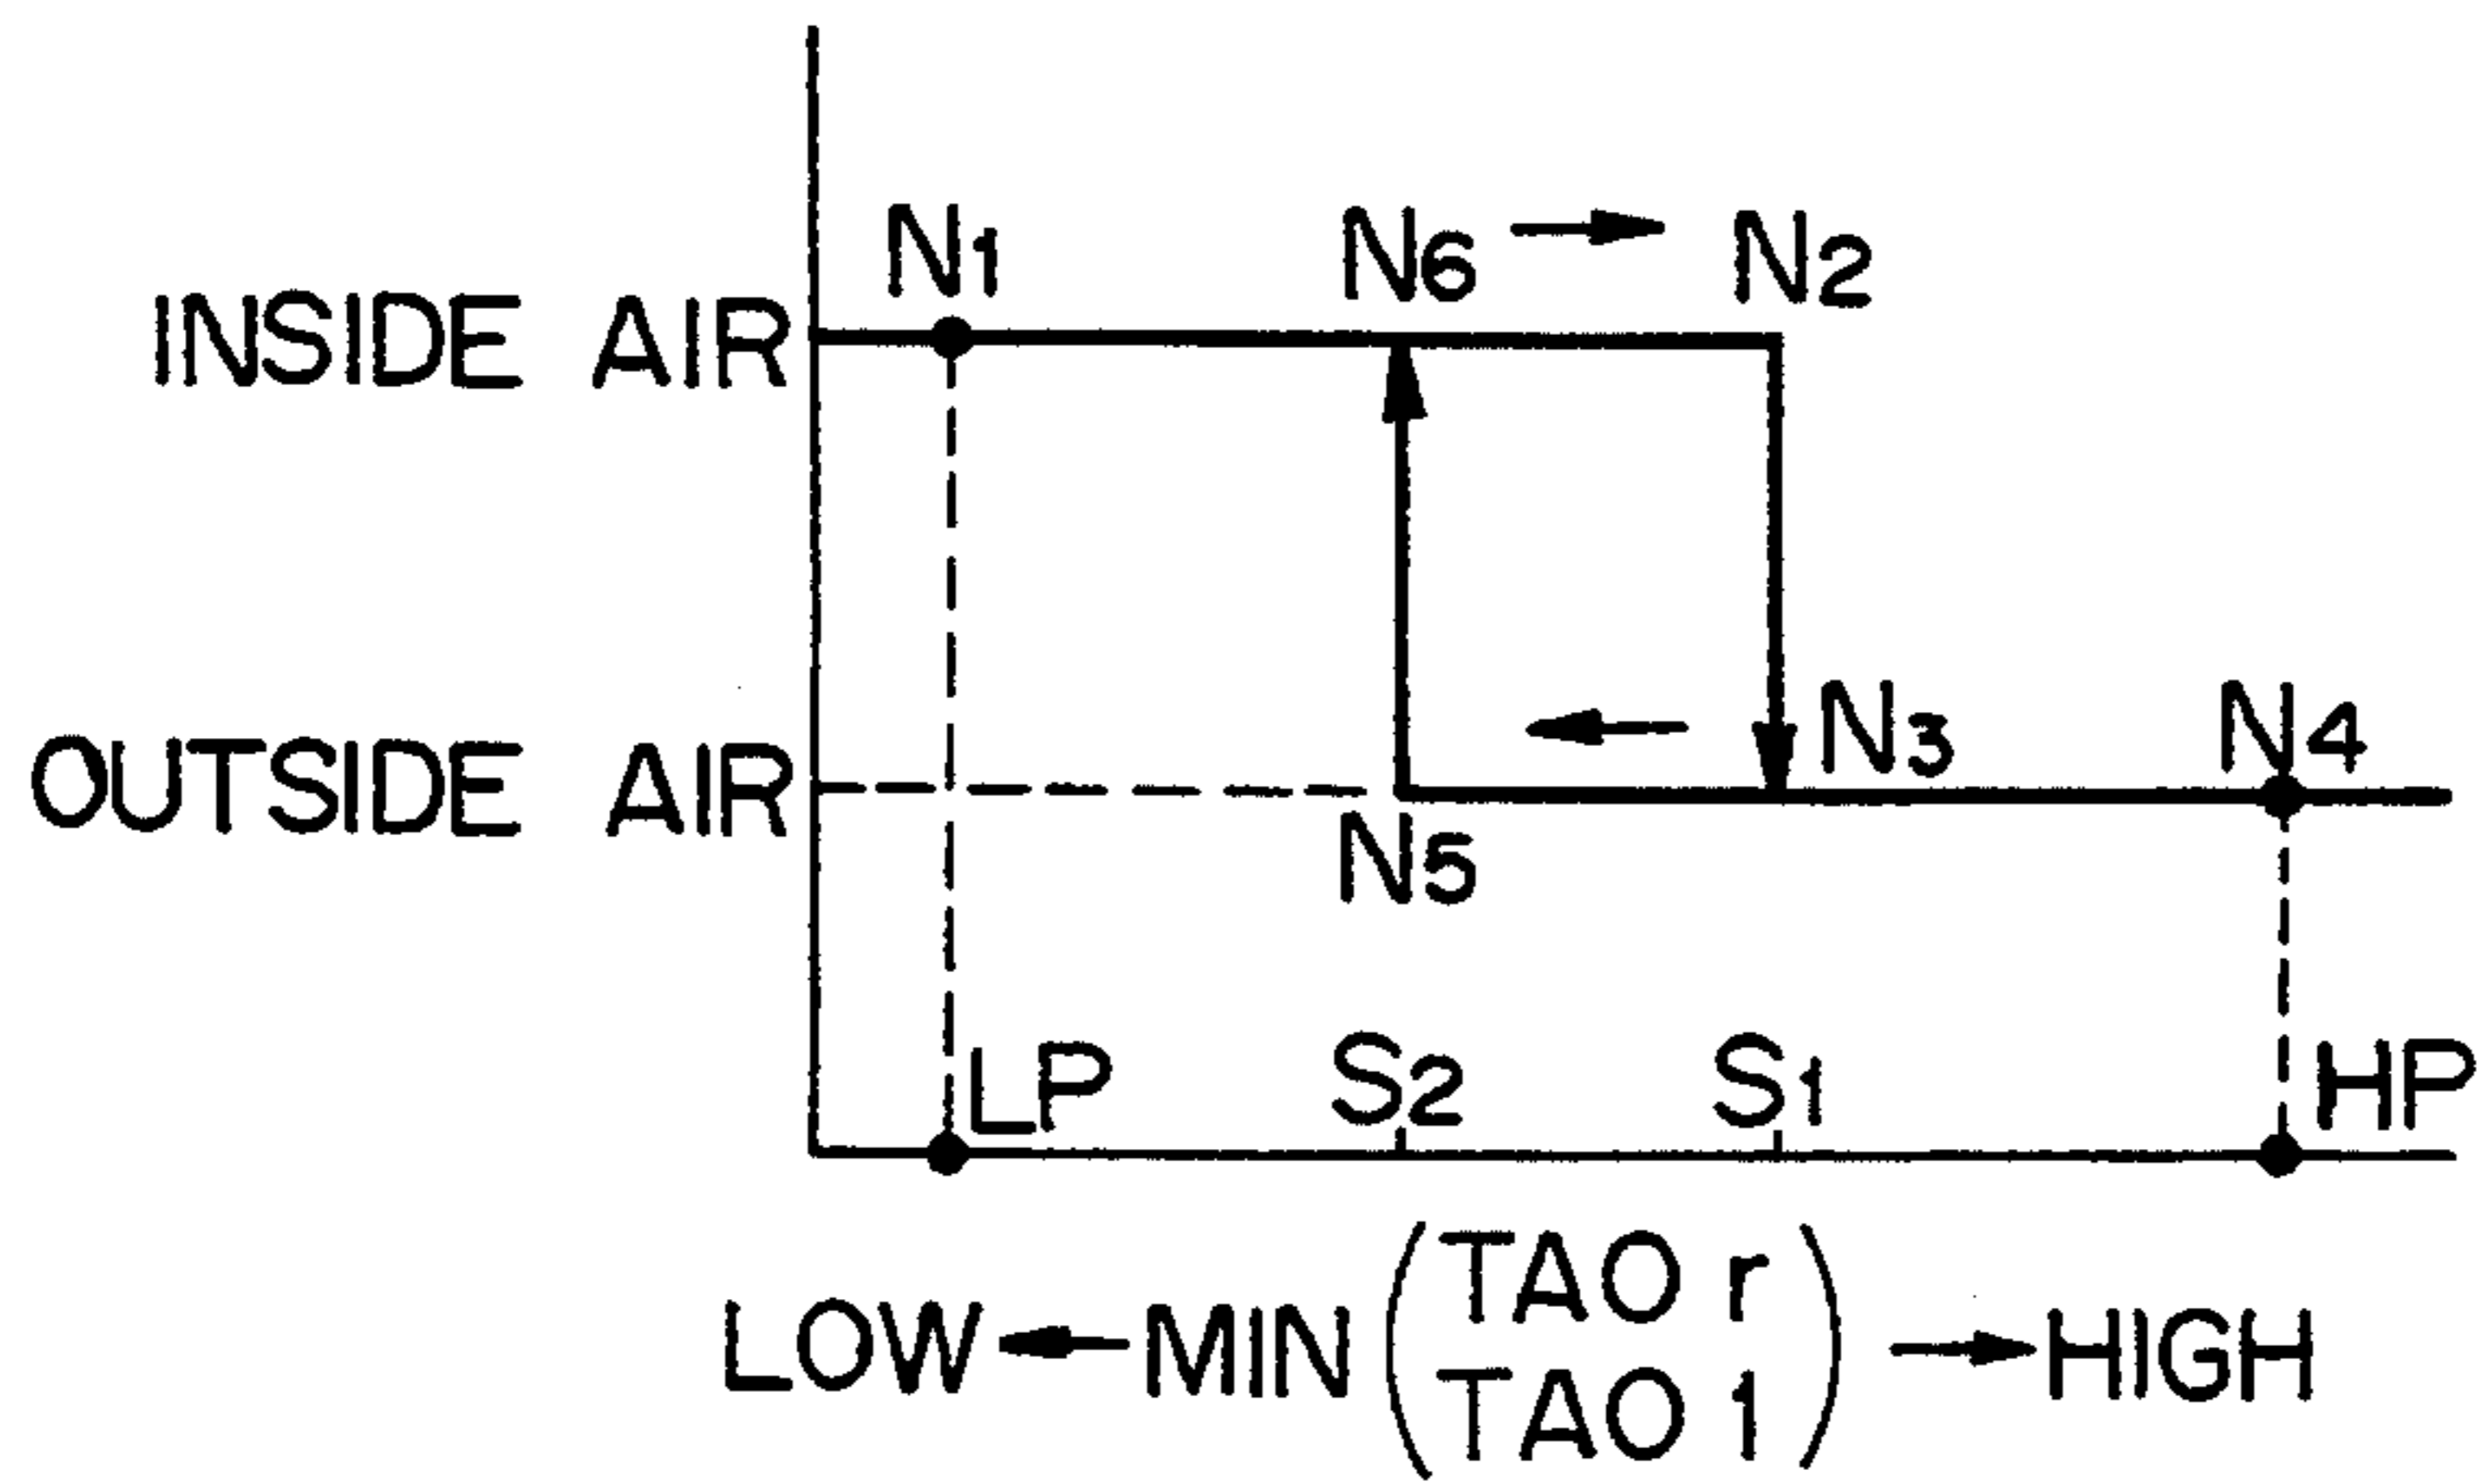 N1 N6 N2
INSIDE AIR
N3 N4
OUTSIDE AIR
N5
LP S2 S1 HP
TAO r
LOW MIN ( ) HIGH
TAO 1